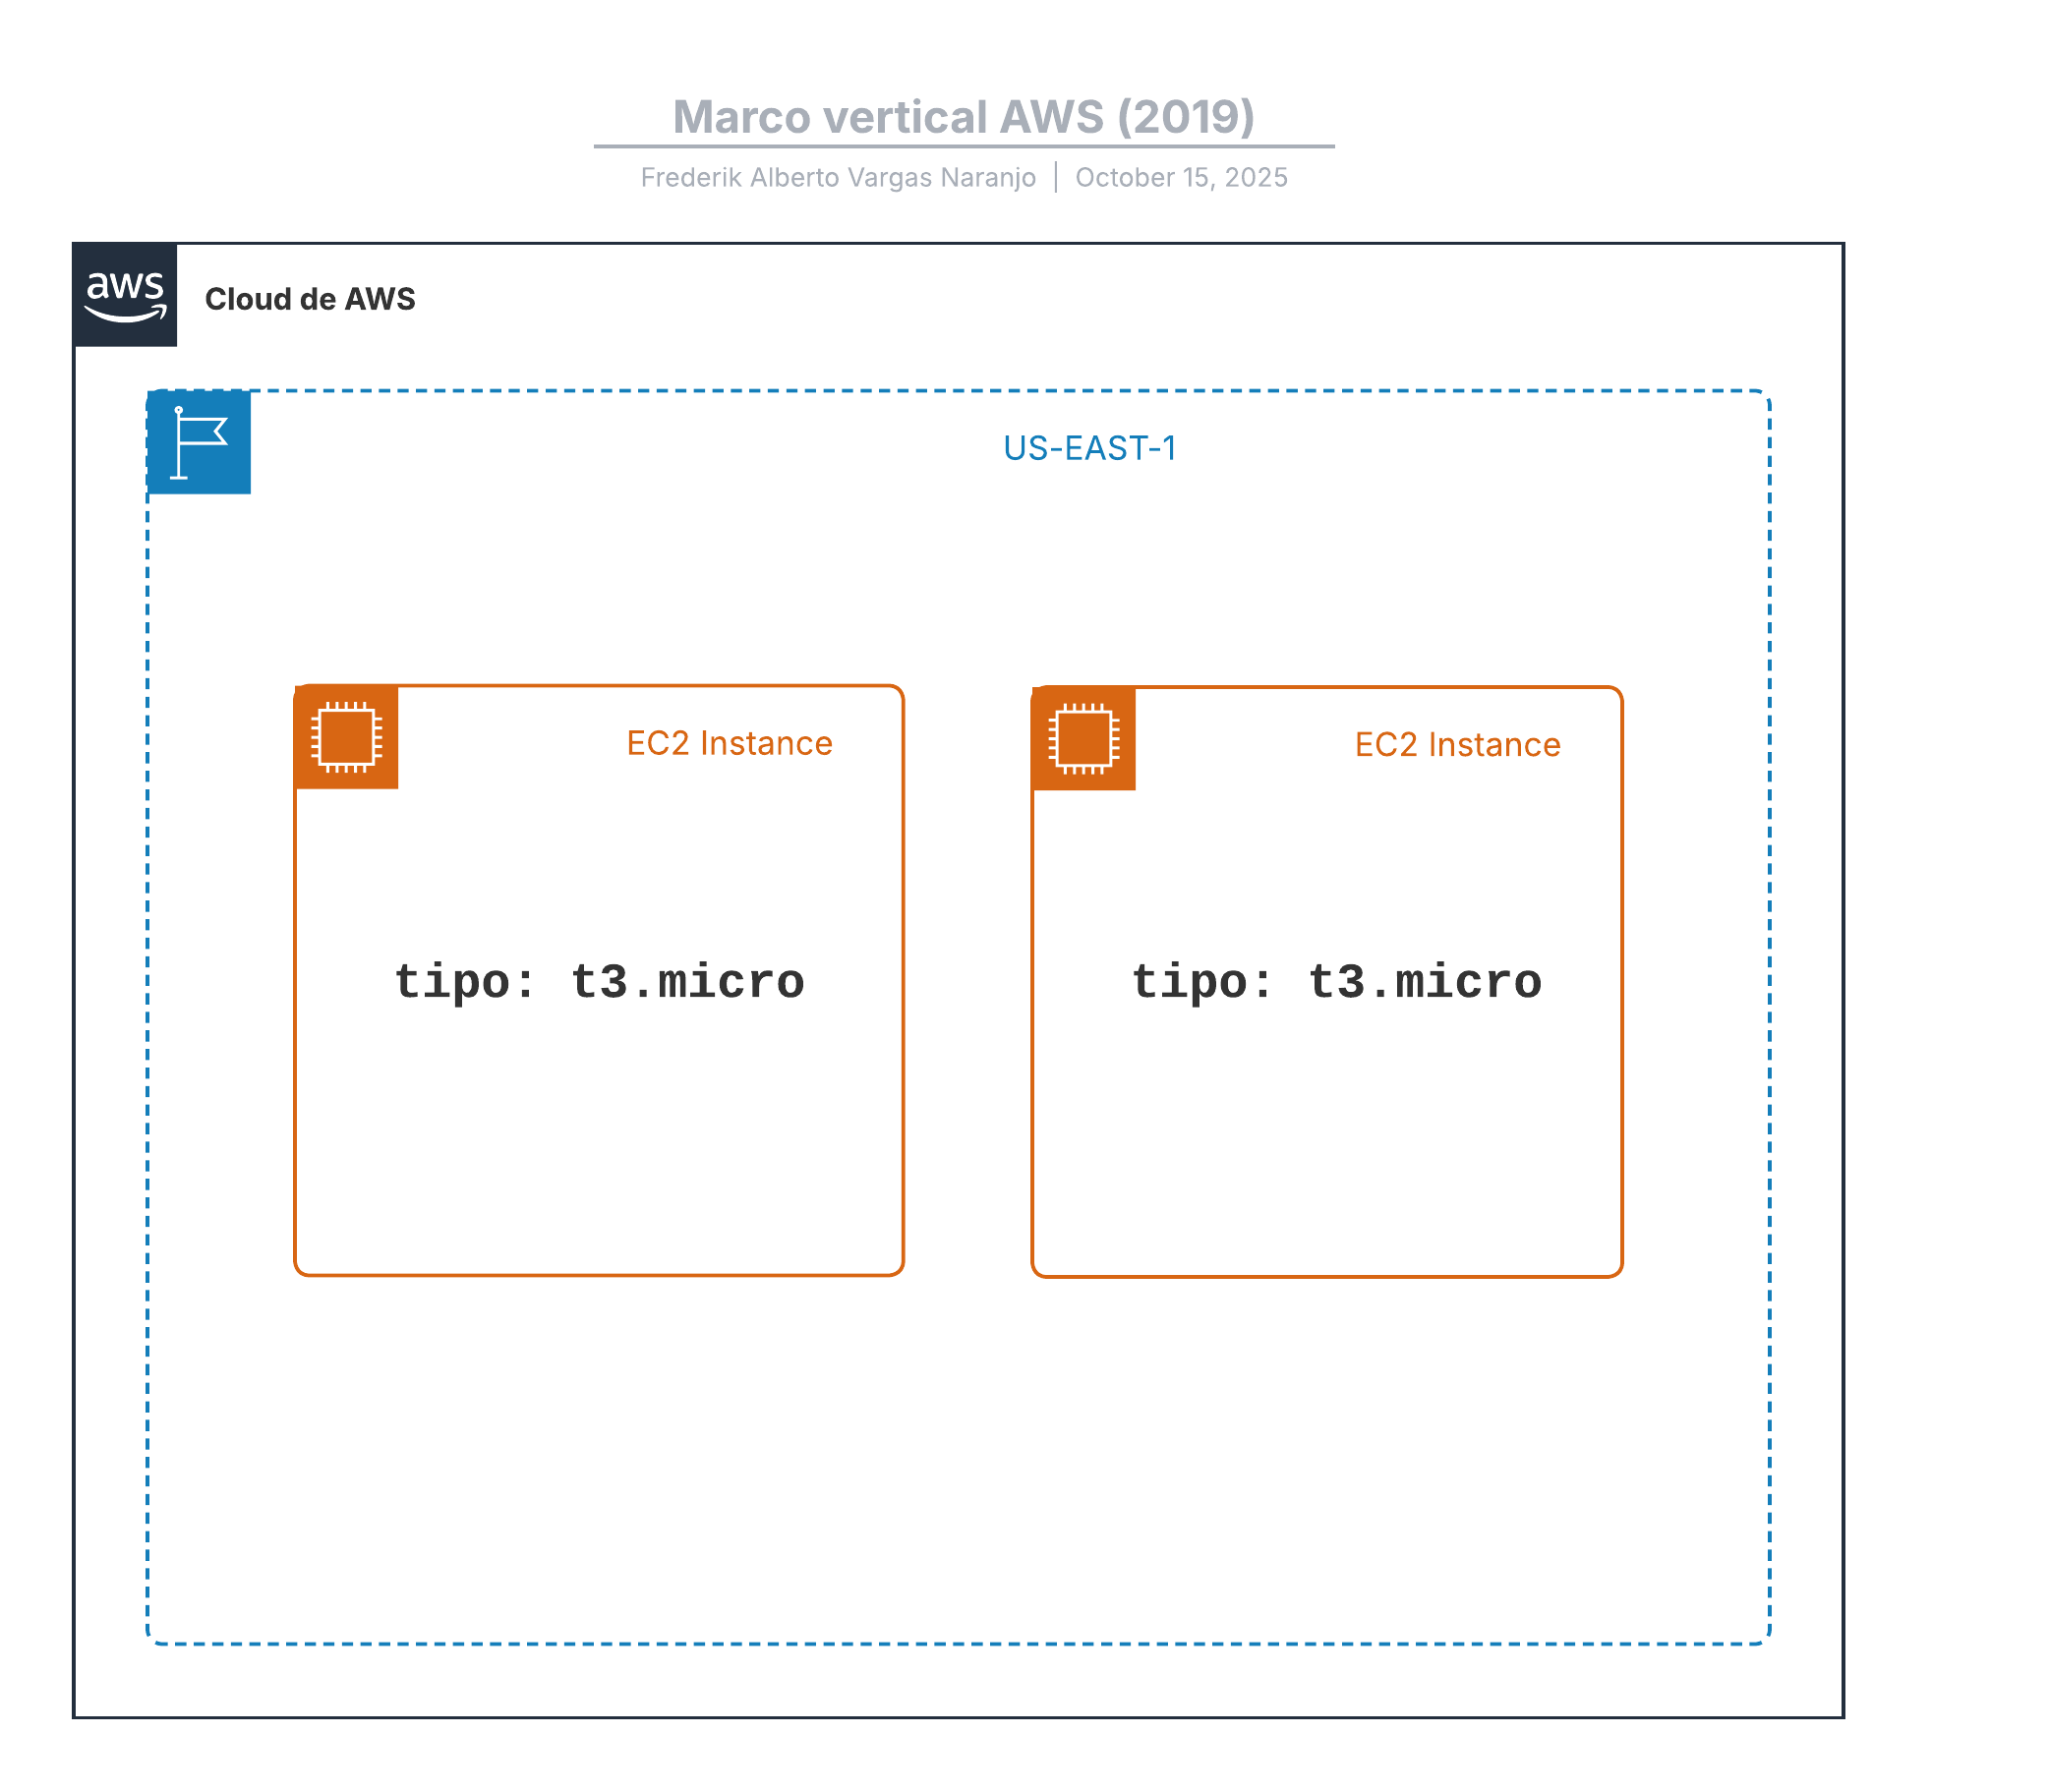 Marco vertical AWS (2019)
Frederik Alberto Vargas Naranjo | October 15, 2025
aws
Cloud de AWS
US-EAST-1
EC2 Instance
EC2 Instance
tipo: t3.micro
tipo: t3.micro